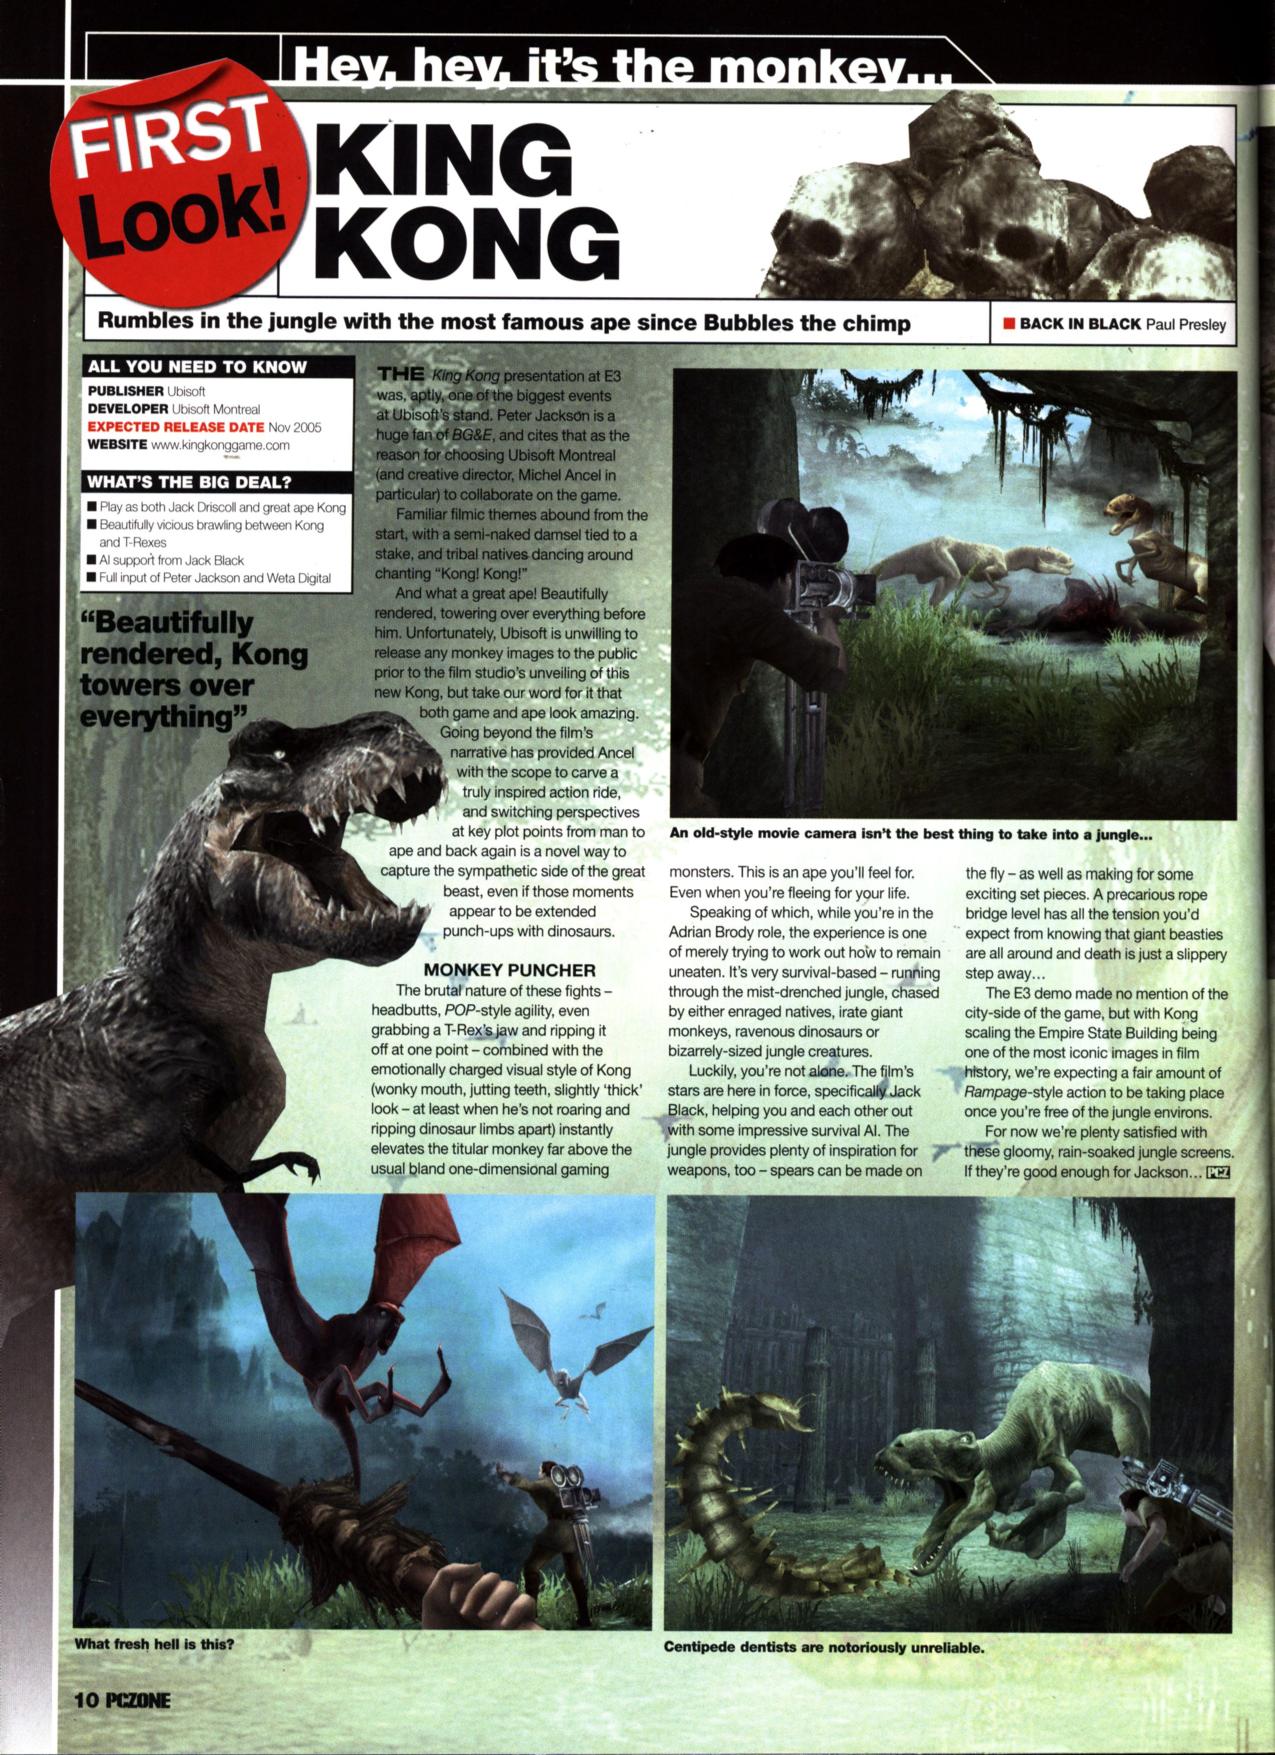 Hey, hey, it's the monkey...
FIRST
Look!
KING
KONG
Rumbles in the jungle with the most famous ape since Bubbles the chimp
■ BACK IN BLACK Paul Presley
ALL YOU NEED TO KNOW
PUBLISHER Ubisoft
DEVELOPER Ubisoft Montreal
EXPECTED RELEASE DATE Nov 2005
WEBSITE www.kingkonggame.com
WHAT'S THE BIG DEAL?
■ Play as both Jack Driscoll and great ape Kong
■ Beautifully vicious brawling between Kong
and T-Rexes
■ AI support from Jack Black
■ Full input of Peter Jackson and Weta Digital
"Beautifully
rendered, Kong
towers over
everything"
THE King Kong presentation at E3
was, aptly, one of the biggest events
at Ubisoft's stand. Peter Jackson is a
huge fan of BG&E, and cites that as the
reason for choosing Ubisoft Montreal
(and creative director, Michel Ancel in
particular) to collaborate on the game.
Familiar filmic themes abound from the
start, with a semi-naked damsel tied to a
stake, and tribal natives dancing around
chanting "Kong! Kong!"
And what a great ape! Beautifully
rendered, towering over everything before
him. Unfortunately, Ubisoft is unwilling to
release any monkey images to the public
prior to the film studio's unveiling of this
new Kong, but take our word for it that
both game and ape look amazing.
Going beyond the film's
narrative has provided Ancel
with the scope to carve a
truly inspired action ride,
and switching perspectives
at key plot points from man to
ape and back again is a novel way to
capture the sympathetic side of the great
beast, even if those moments
appear to be extended
punch-ups with dinosaurs.
MONKEY PUNCHER
The brutal nature of these fights –
headbutts, POP-style agility, even
grabbing a T-Rex's jaw and ripping it
off at one point – combined with the
emotionally charged visual style of Kong
(wonky mouth, jutting teeth, slightly 'thick'
look – at least when he's not roaring and
ripping dinosaur limbs apart) instantly
elevates the titular monkey far above the
usual bland one-dimensional gaming
An old-style movie camera isn't the best thing to take into a jungle...
monsters. This is an ape you'll feel for.
Even when you're fleeing for your life.
Speaking of which, while you're in the
Adrian Brody role, the experience is one
of merely trying to work out how to remain
uneaten. It's very survival-based – running
through the mist-drenched jungle, chased
by either enraged natives, irate giant
monkeys, ravenous dinosaurs or
bizarrely-sized jungle creatures.
Luckily, you're not alone. The film's
stars are here in force, specifically Jack
Black, helping you and each other out
with some impressive survival AI. The
jungle provides plenty of inspiration for
weapons, too – spears can be made on
the fly – as well as making for some
exciting set pieces. A precarious rope
bridge level has all the tension you'd
expect from knowing that giant beasties
are all around and death is just a slippery
step away...
The E3 demo made no mention of the
city-side of the game, but with Kong
scaling the Empire State Building being
one of the most iconic images in film
history, we're expecting a fair amount of
Rampage-style action to be taking place
once you're free of the jungle environs.
For now we're plenty satisfied with
these gloomy, rain-soaked jungle screens.
If they're good enough for Jackson... PCZ
What fresh hell is this?
Centipede dentists are notoriously unreliable.
10 PCZONE